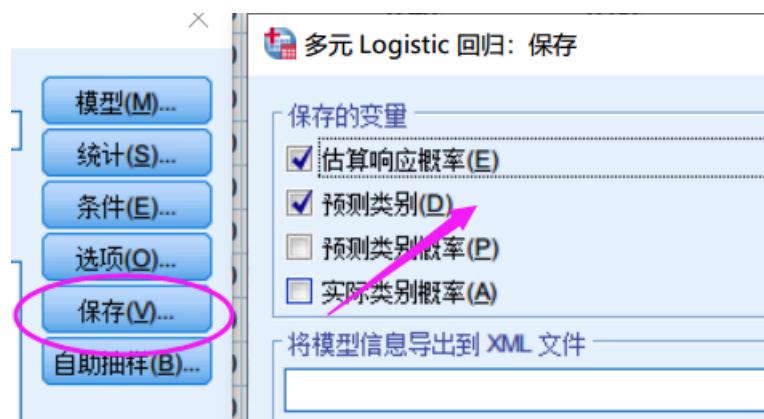 模型(M)...
统计(S)...
条件(E)...
选项(O)...
保存(V)...
自助抽样(B)...
多元 Logistic 回归：保存
保存的变量
估算响应概率(E)
预测类别(D)
预测类别概率(P)
实际类别概率(A)
将模型信息导出到 XML 文件